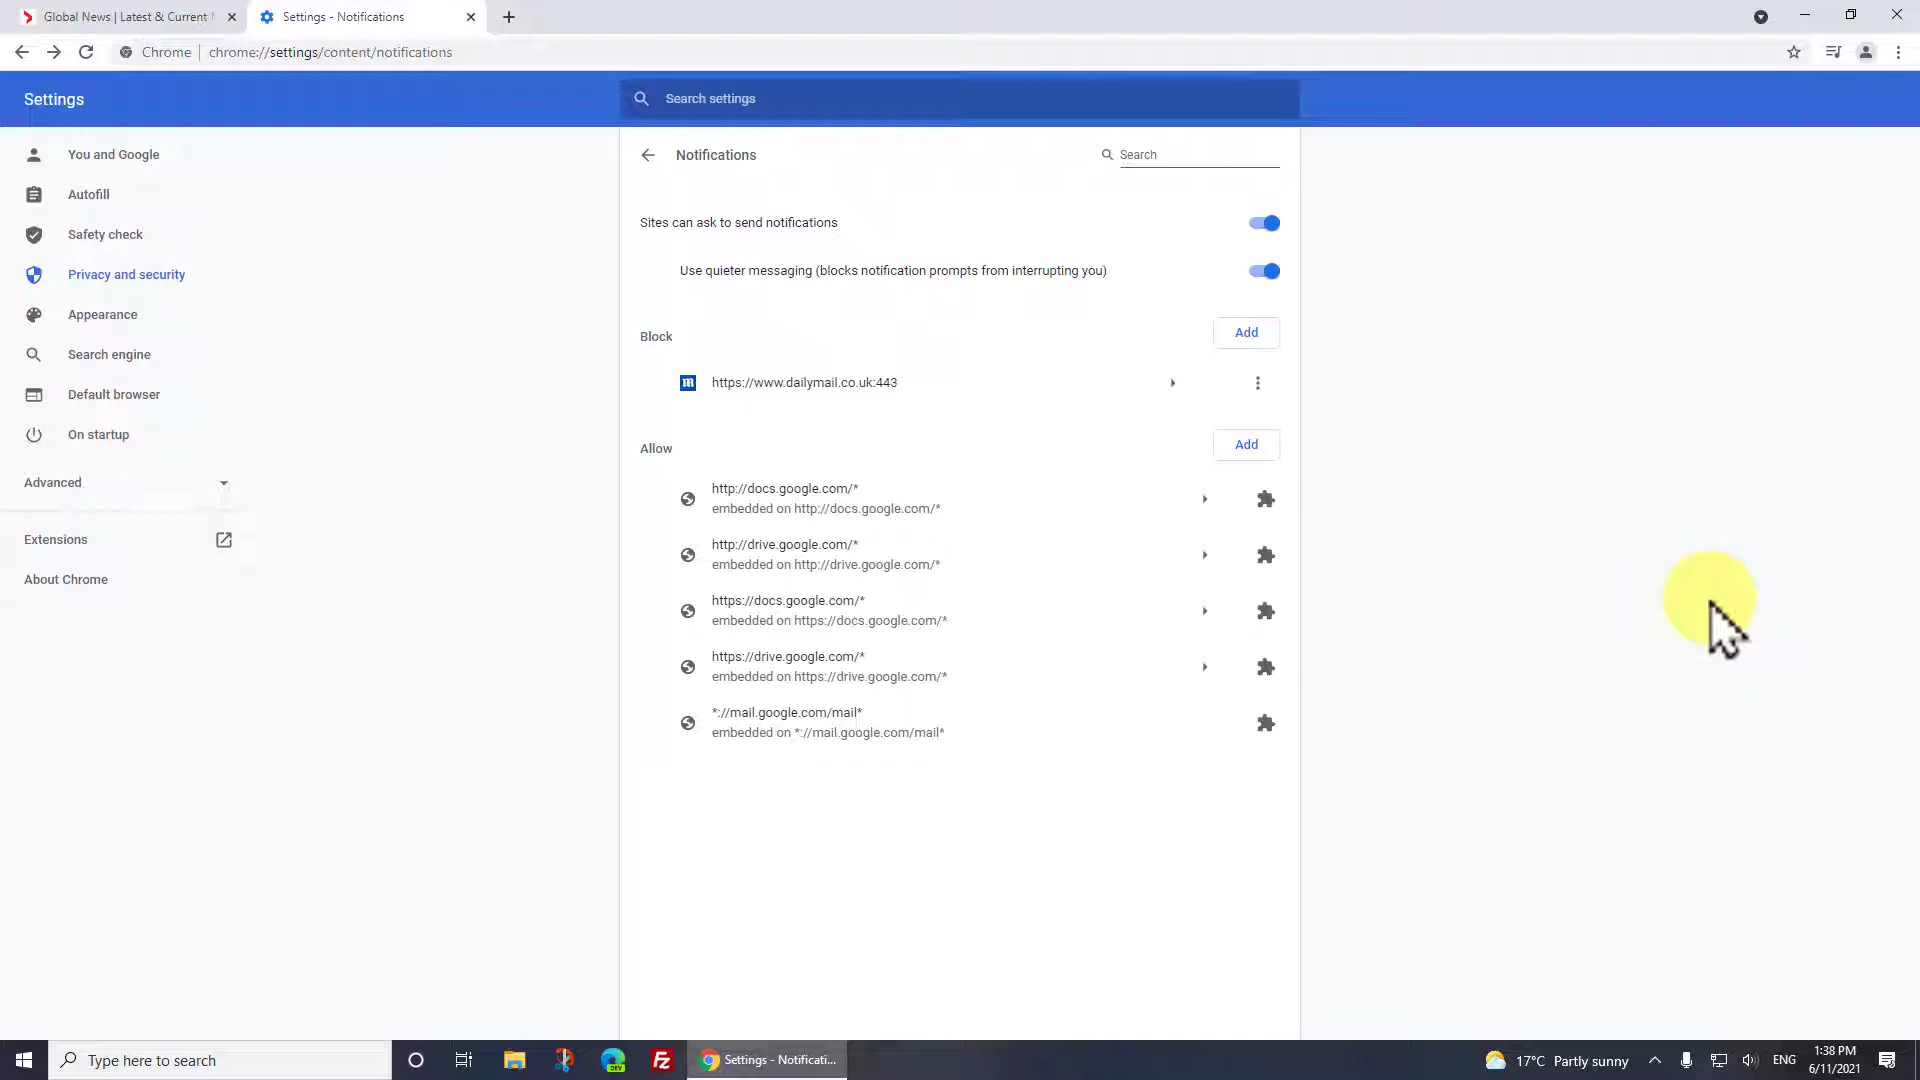 Global News | Latest & Current
Settings - Notifications
Chrome
chrome://settings/content/notifications
Settings
Search settings
You and Google
Autofill
Safety check
Privacy and security
Appearance
Search engine
Default browser
On startup
Advanced
Extensions
About Chrome
Notifications
Search
Sites can ask to send notifications
Use quieter messaging (blocks notification prompts from interrupting you)
Block
Add
m
https://www.dailymail.co.uk:443
Allow
Add
http://docs.google.com/*
embedded on http://docs.google.com/*
http://drive.google.com/*
embedded on http://drive.google.com/*
https://docs.google.com/*
embedded on https://docs.google.com/*
https://drive.google.com/*
embedded on https://drive.google.com/*
*://mail.google.com/mail*
embedded on *://mail.google.com/mail*
Type here to search
DEV
Fz
Settings - Notificati...
17°C Partly sunny
ENG
1:38 PM
6/11/2021